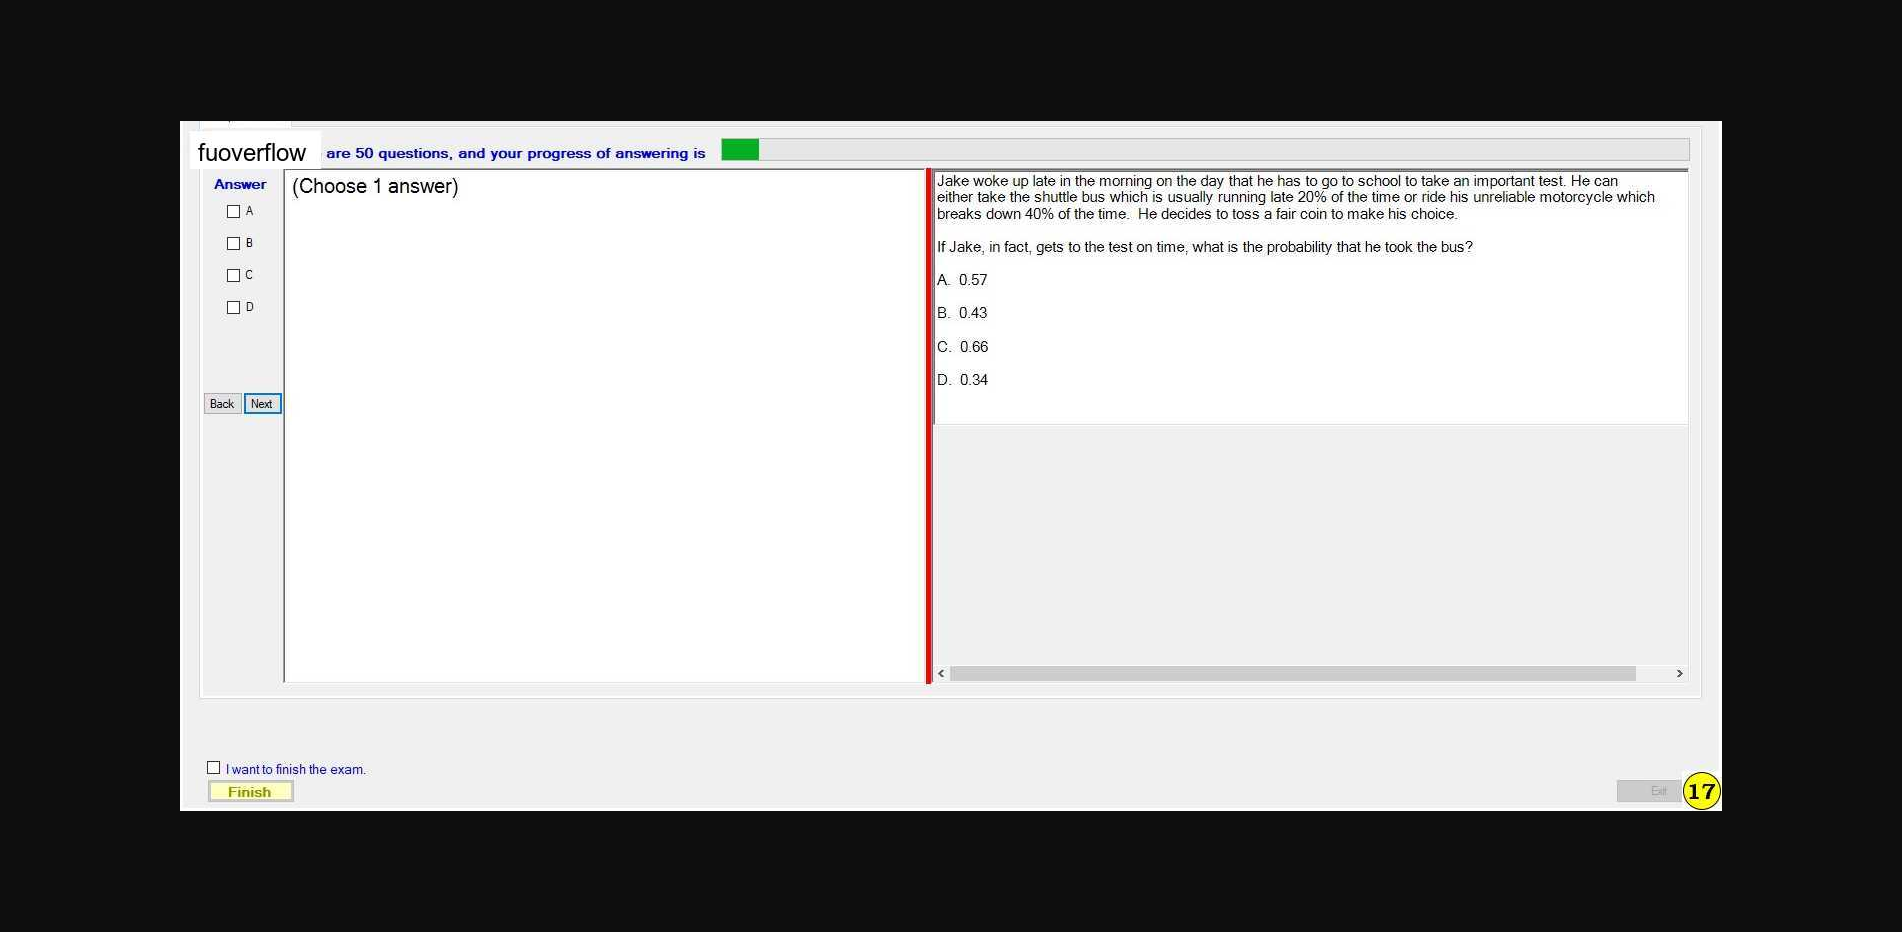 fuoverflow are 50 questions, and your progress of answering is
Answer
A
B
C
D
Back Next
(Choose 1 answer)
Jake woke up late in the morning on the day that he has to go to school to take an important test. He can
either take the shuttle bus which is usually running late 20% of the time or ride his unreliable motorcycle which
breaks down 40% of the time.  He decides to toss a fair coin to make his choice.
If Jake, in fact, gets to the test on time, what is the probability that he took the bus?
A.  0.57
B.  0.43
C.  0.66
D.  0.34
I want to finish the exam.
Finish
Exit
17